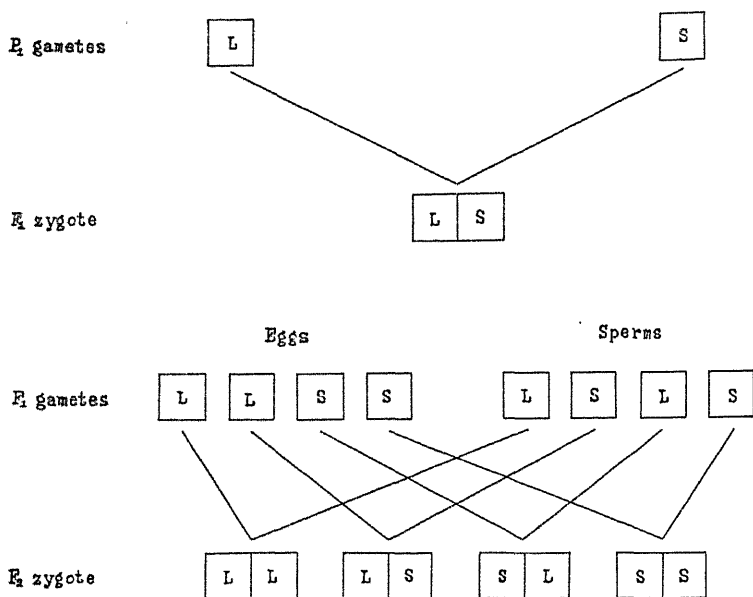 P₁ gametes L S
F₁ zygote L S
Eggs Sperms
F₁ gametes L L S S L S L S
F₂ zygote L L L S S L S S